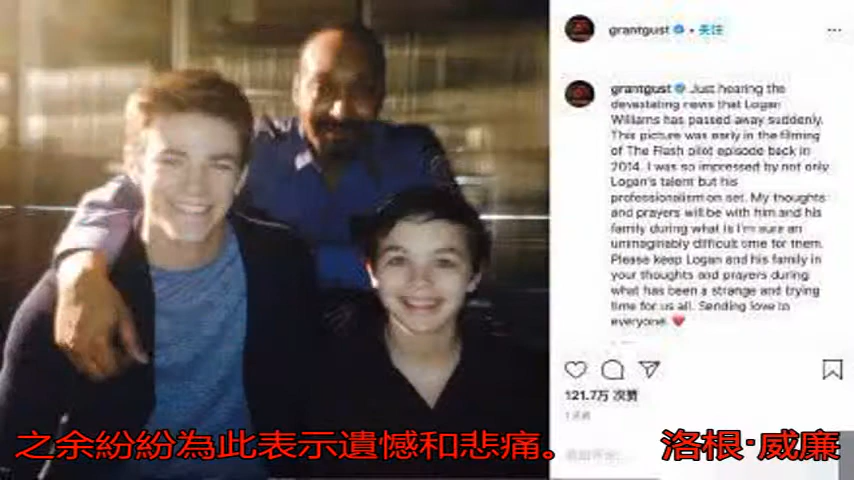 grantgust • 关注
grantgust Just hearing the
devastating news that Logan
Williams has passed away suddenly.
This picture was early in the filming
of The Flash pilot episode back in
2014. I was so impressed by not only
Logan's talent but his
professionalism on set. My thoughts
and prayers will be with him and his
family during what is I'm sure an
unimaginably difficult time for them.
Please keep Logan and his family in
your thoughts and prayers during
what has been a strange and trying
time for us all. Sending love to
everyone. ❤️
121.7万 次赞
之余紛紛為此表示遺憾和悲痛。 洛根·威廉